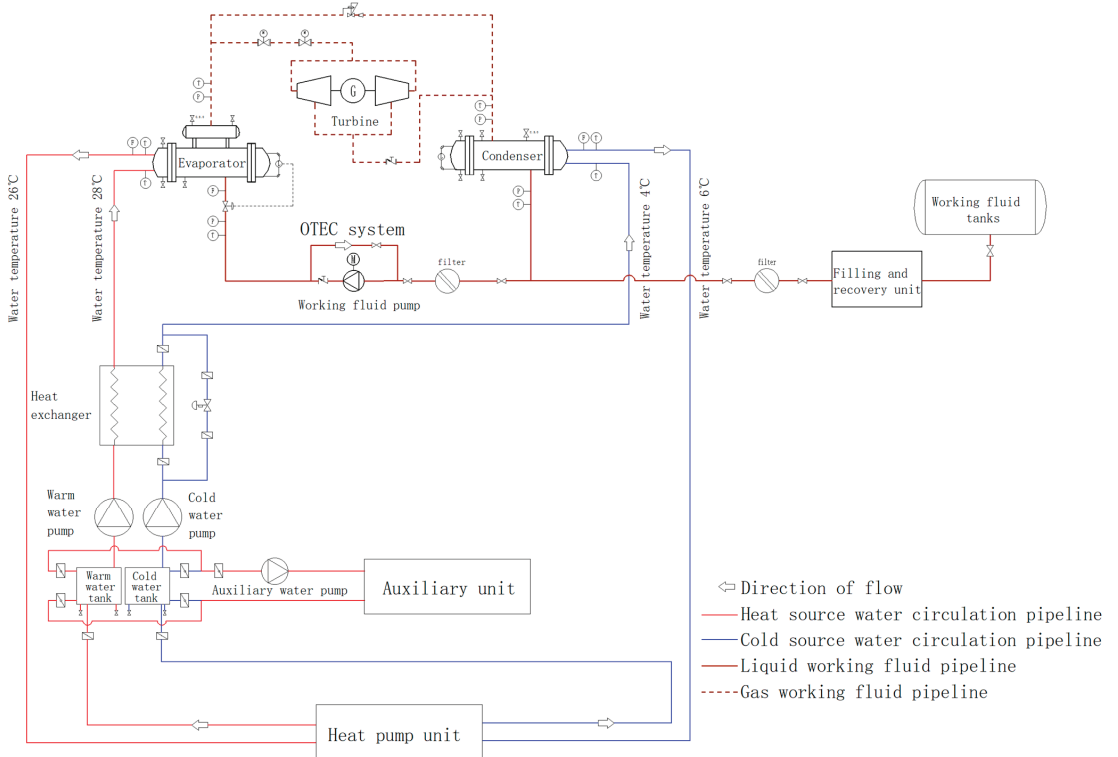 G
Turbine
Evaporator
Condenser
P
T
T
P
T
P
T
P
T
T
P
T
P
T
P
P
T
Water temperature 26℃
Water temperature 28℃
Water temperature 4℃
Water temperature 6℃
OTEC system
M
Working fluid pump
filter
filter
Working fluid
tanks
Filling and
recovery unit
Heat
exchanger
Warm
water
pump
Cold
water
pump
Warm
water
tank
Cold
water
tank
Auxiliary water pump
Auxiliary unit
Heat pump unit
Direction of flow
Heat source water circulation pipeline
Cold source water circulation pipeline
Liquid working fluid pipeline
Gas working fluid pipeline